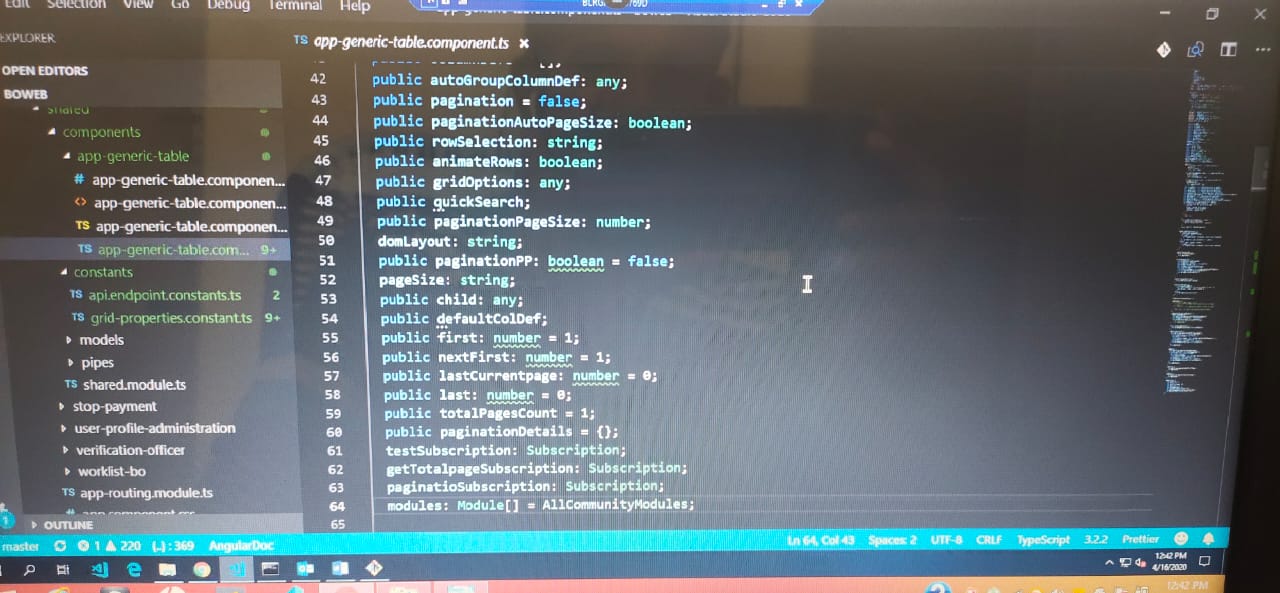 Edit Selection View Go Debug Terminal Help
EXPLORER
OPEN EDITORS
BOWEB
shared
components
app-generic-table
# app-generic-table.componen...
<> app-generic-table.componen...
TS app-generic-table.componen...
TS app-generic-table.com... 9+
constants
TS api.endpoint.constants.ts 2
TS grid-properties.constant.ts 9+
models
pipes
TS shared.module.ts
stop-payment
user-profile-administration
verification-officer
worklist-bo
TS app-routing.module.ts
# app.component.css
OUTLINE
TS app-generic-table.component.ts ×
42 public autoGroupColumnDef: any;
43 public pagination = false;
44 public paginationAutoPageSize: boolean;
45 public rowSelection: string;
46 public animateRows: boolean;
47 public gridOptions: any;
48 public quickSearch;
49 public paginationPageSize: number;
50 domLayout: string;
51 public paginationPP: boolean = false;
52 pageSize: string;
53 public child: any;
54 public defaultColDef;
55 public first: number = 1;
56 public nextFirst: number = 1;
57 public lastCurrentpage: number = 0;
58 public last: number = 0;
59 public totalPagesCount = 1;
60 public paginationDetails = {};
61 testSubscription: Subscription;
62 getTotalpageSubscription: Subscription;
63 paginatioSubscription: Subscription;
64 modules: Module[] = AllCommunityModules;
65
master 1 220 {..} : 369 AngularDoc
Ln 64, Col 43 Spaces: 2 UTF-8 CRLF TypeScript 3.2.2 Prettier
12:42 PM
4/16/2020
12:42 PM